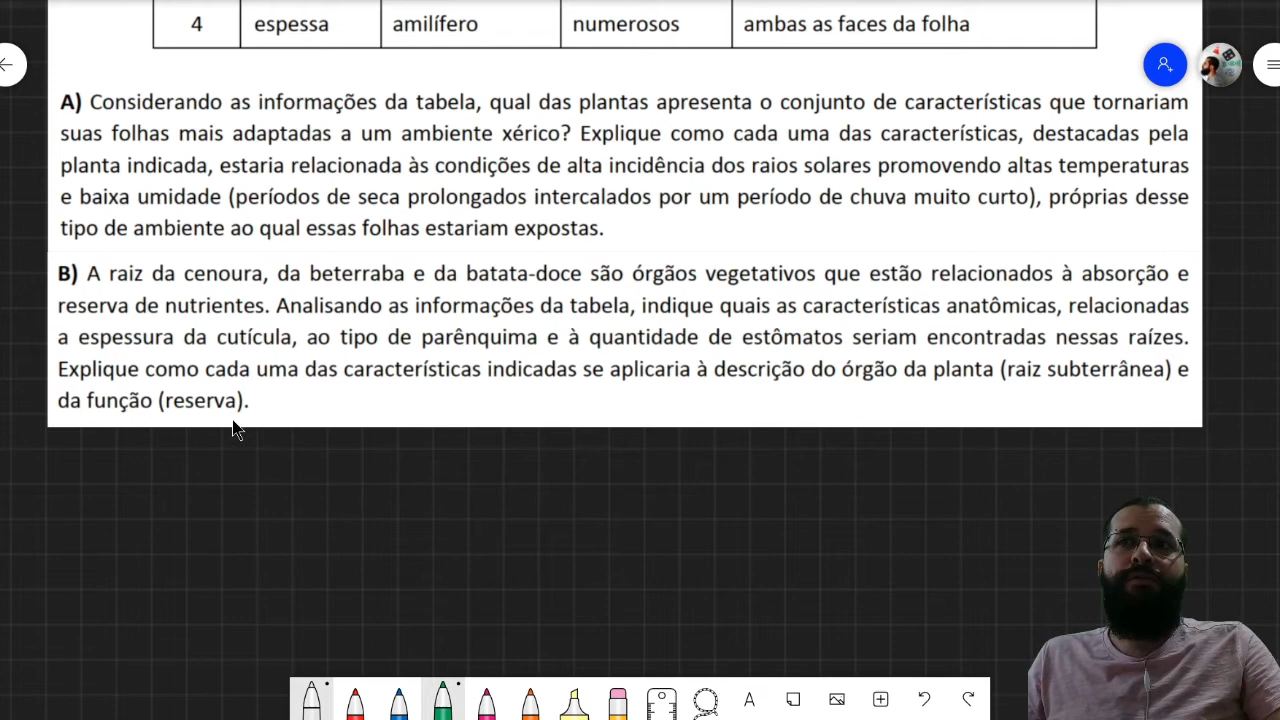 4 espessa amilífero numerosos ambas as faces da folha
A) Considerando as informações da tabela, qual das plantas apresenta o conjunto de características que tornariam
suas folhas mais adaptadas a um ambiente xérico? Explique como cada uma das características, destacadas pela
planta indicada, estaria relacionada às condições de alta incidência dos raios solares promovendo altas temperaturas
e baixa umidade (períodos de seca prolongados intercalados por um período de chuva muito curto), próprias desse
tipo de ambiente ao qual essas folhas estariam expostas.
B) A raiz da cenoura, da beterraba e da batata-doce são órgãos vegetativos que estão relacionados à absorção e
reserva de nutrientes. Analisando as informações da tabela, indique quais as características anatômicas, relacionadas
a espessura da cutícula, ao tipo de parênquima e à quantidade de estômatos seriam encontradas nessas raízes.
Explique como cada uma das características indicadas se aplicaria à descrição do órgão da planta (raiz subterrânea) e
da função (reserva).
A